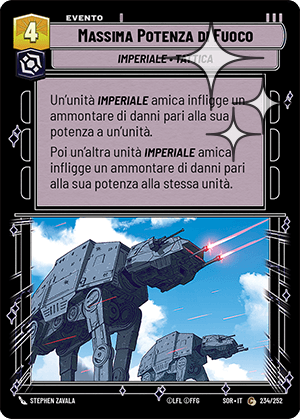 EVENTO
4
MASSIMA POTENZA DI FUOCO
IMPERIALE • TATTICA
Un'unità IMPERIALE amica infligge un
ammontare di danni pari alla sua
potenza a un'unità.
Poi un'altra unità IMPERIALE amica
infligge un ammontare di danni pari
alla sua potenza alla stessa unità.
STEPHEN ZAVALA
©LFL ©FFG
SOR • IT
C
234/252